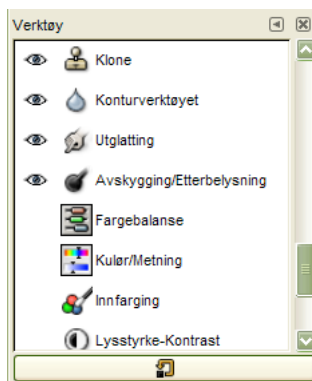 Verktøy
Klone
Konturverktøyet
Utglatting
Avskygging/Etterbelysning
Fargebalanse
Kulør/Metning
Innfarging
Lysstyrke-Kontrast